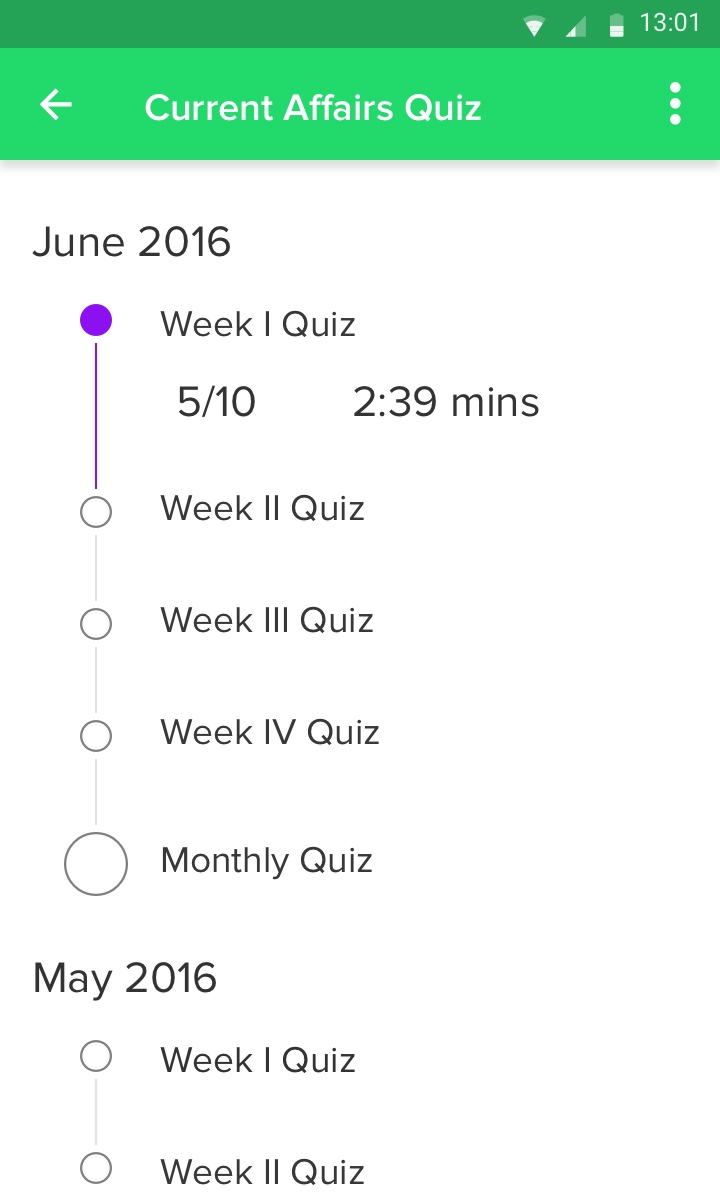 13:01
Current Affairs Quiz
June 2016
Week I Quiz
5/10 2:39 mins
Week II Quiz
Week III Quiz
Week IV Quiz
Monthly Quiz
May 2016
Week I Quiz
Week II Quiz